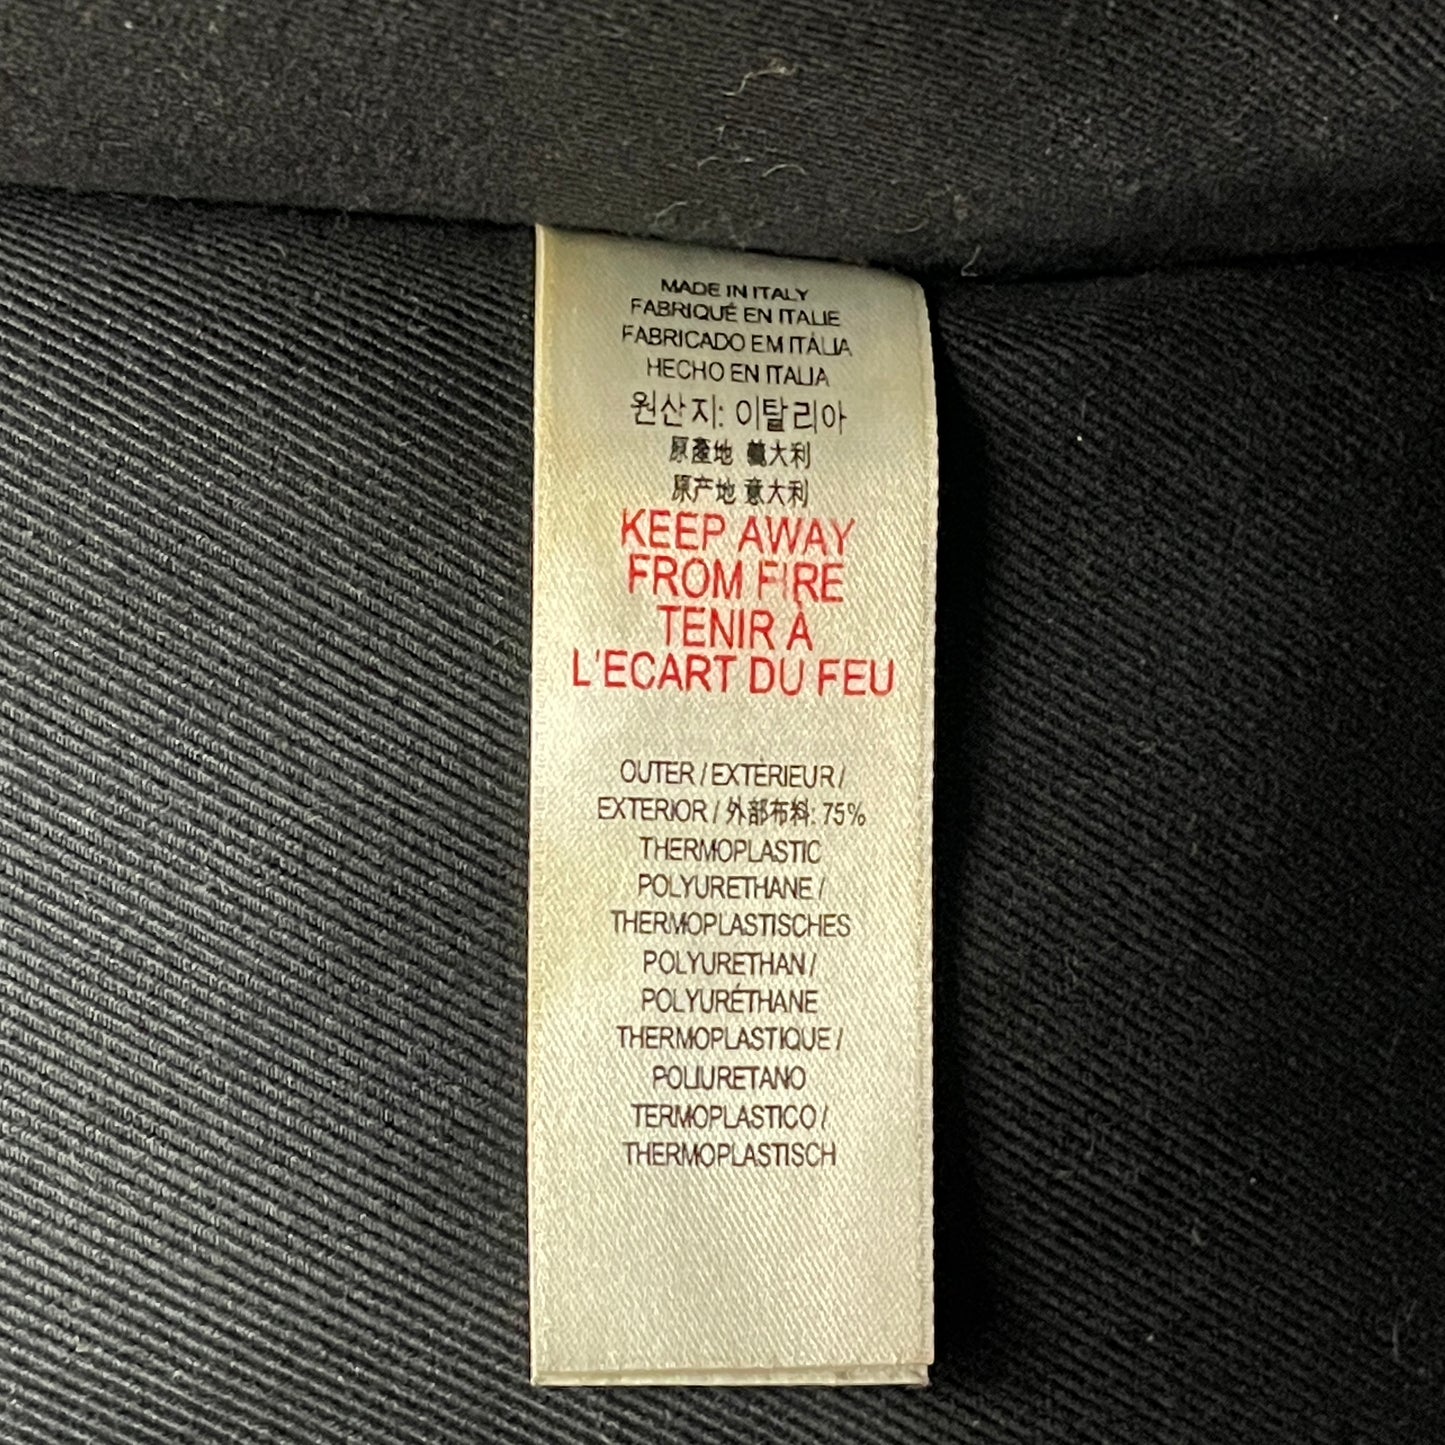 MADE IN ITALY
FABRIQUÉ EN ITALIE
FABRICADO EM ITÁLIA
HECHO EN ITALIA
원산지: 이탈리아
原產地 義大利
原产地 意大利
KEEP AWAY
FROM FIRE
TENIR À
L'ECART DU FEU
OUTER / EXTÉRIEUR /
EXTERIOR / 外部布料: 75%
THERMOPLASTIC
POLYURETHANE /
THERMOPLASTISCHES
POLYURETHAN /
POLYURÉTHANE
THERMOPLASTIQUE /
POLIURETANO
TERMOPLASTICO /
THERMOPLASTISCH